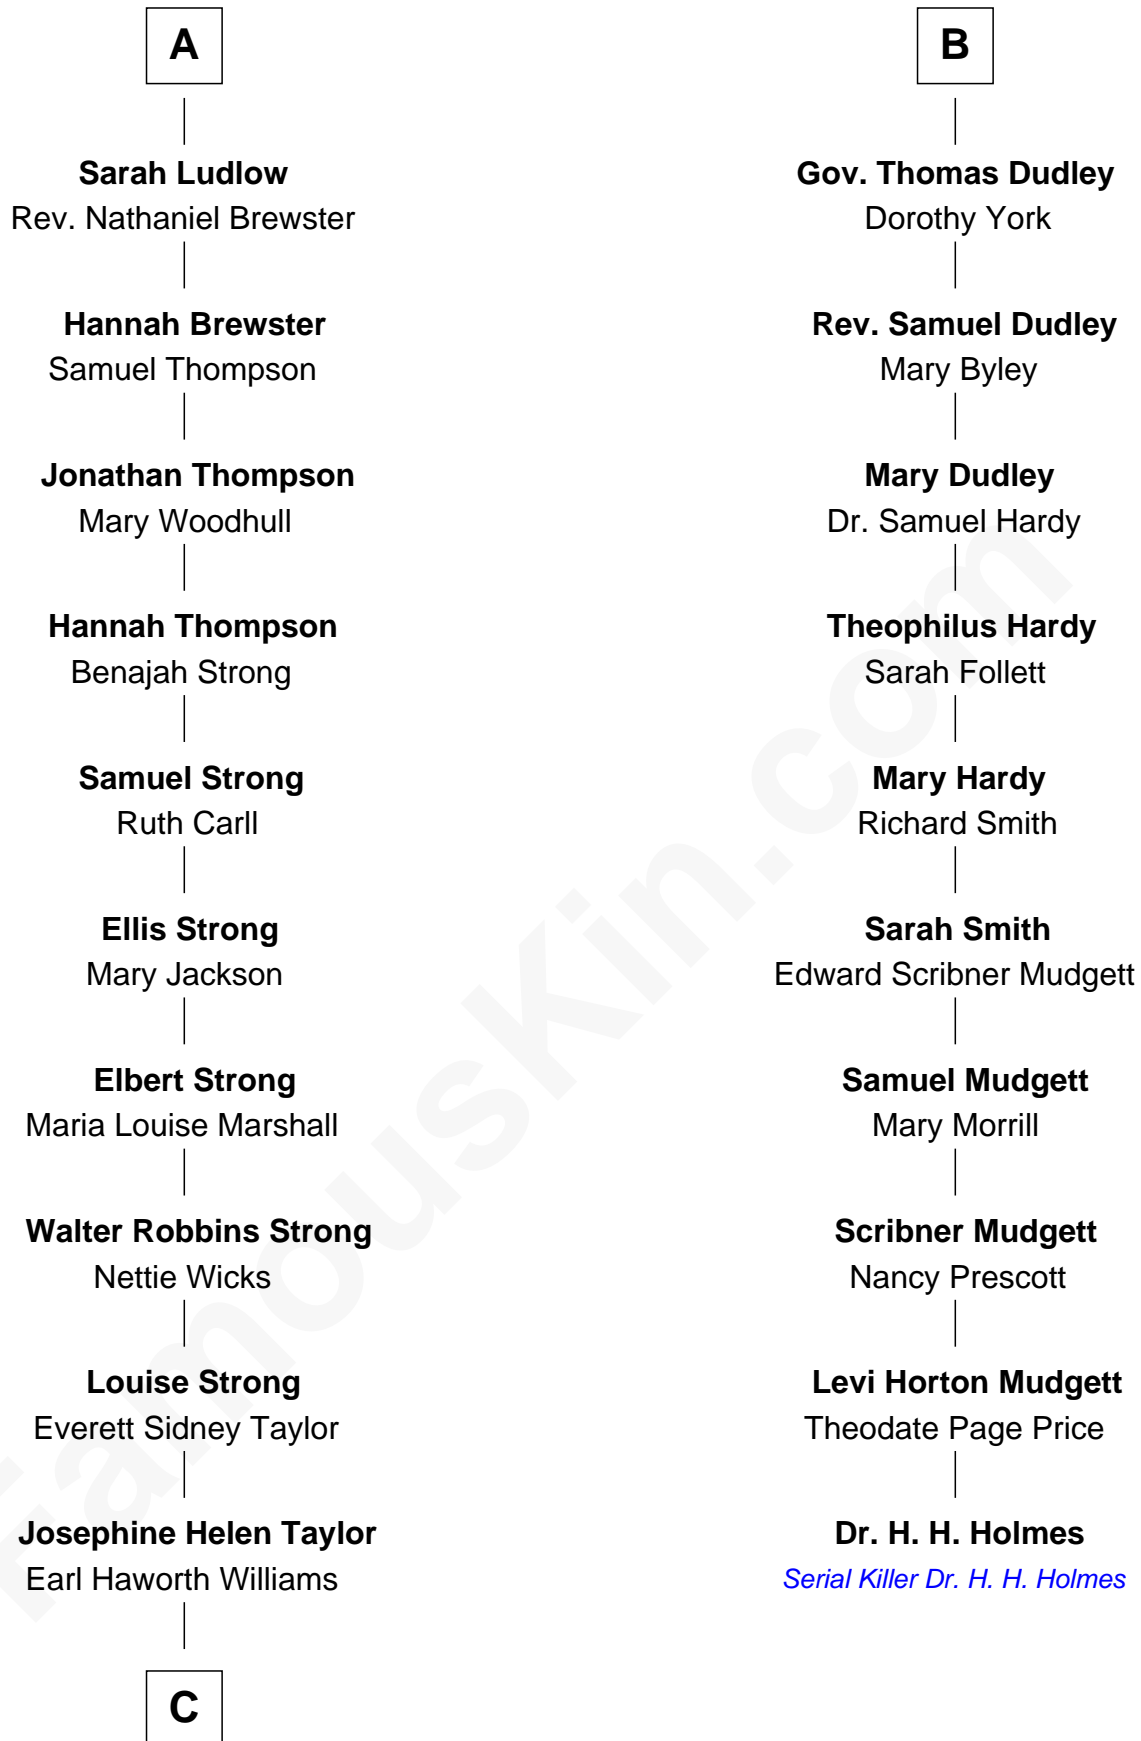 A
Sarah Ludlow
Rev. Nathaniel Brewster
Hannah Brewster
Samuel Thompson
Jonathan Thompson
Mary Woodhull
Hannah Thompson
Benajah Strong
Samuel Strong
Ruth Carll
Ellis Strong
Mary Jackson
Elbert Strong
Maria Louise Marshall
Walter Robbins Strong
Nettie Wicks
Louise Strong
Everett Sidney Taylor
Josephine Helen Taylor
Earl Haworth Williams
C
B
Gov. Thomas Dudley
Dorothy York
Rev. Samuel Dudley
Mary Byley
Mary Dudley
Dr. Samuel Hardy
Theophilus Hardy
Sarah Follett
Mary Hardy
Richard Smith
Sarah Smith
Edward Scribner Mudgett
Samuel Mudgett
Mary Morrill
Scribner Mudgett
Nancy Prescott
Levi Horton Mudgett
Theodate Page Price
Dr. H. H. Holmes
Serial Killer Dr. H. H. Holmes
FamousKin.com